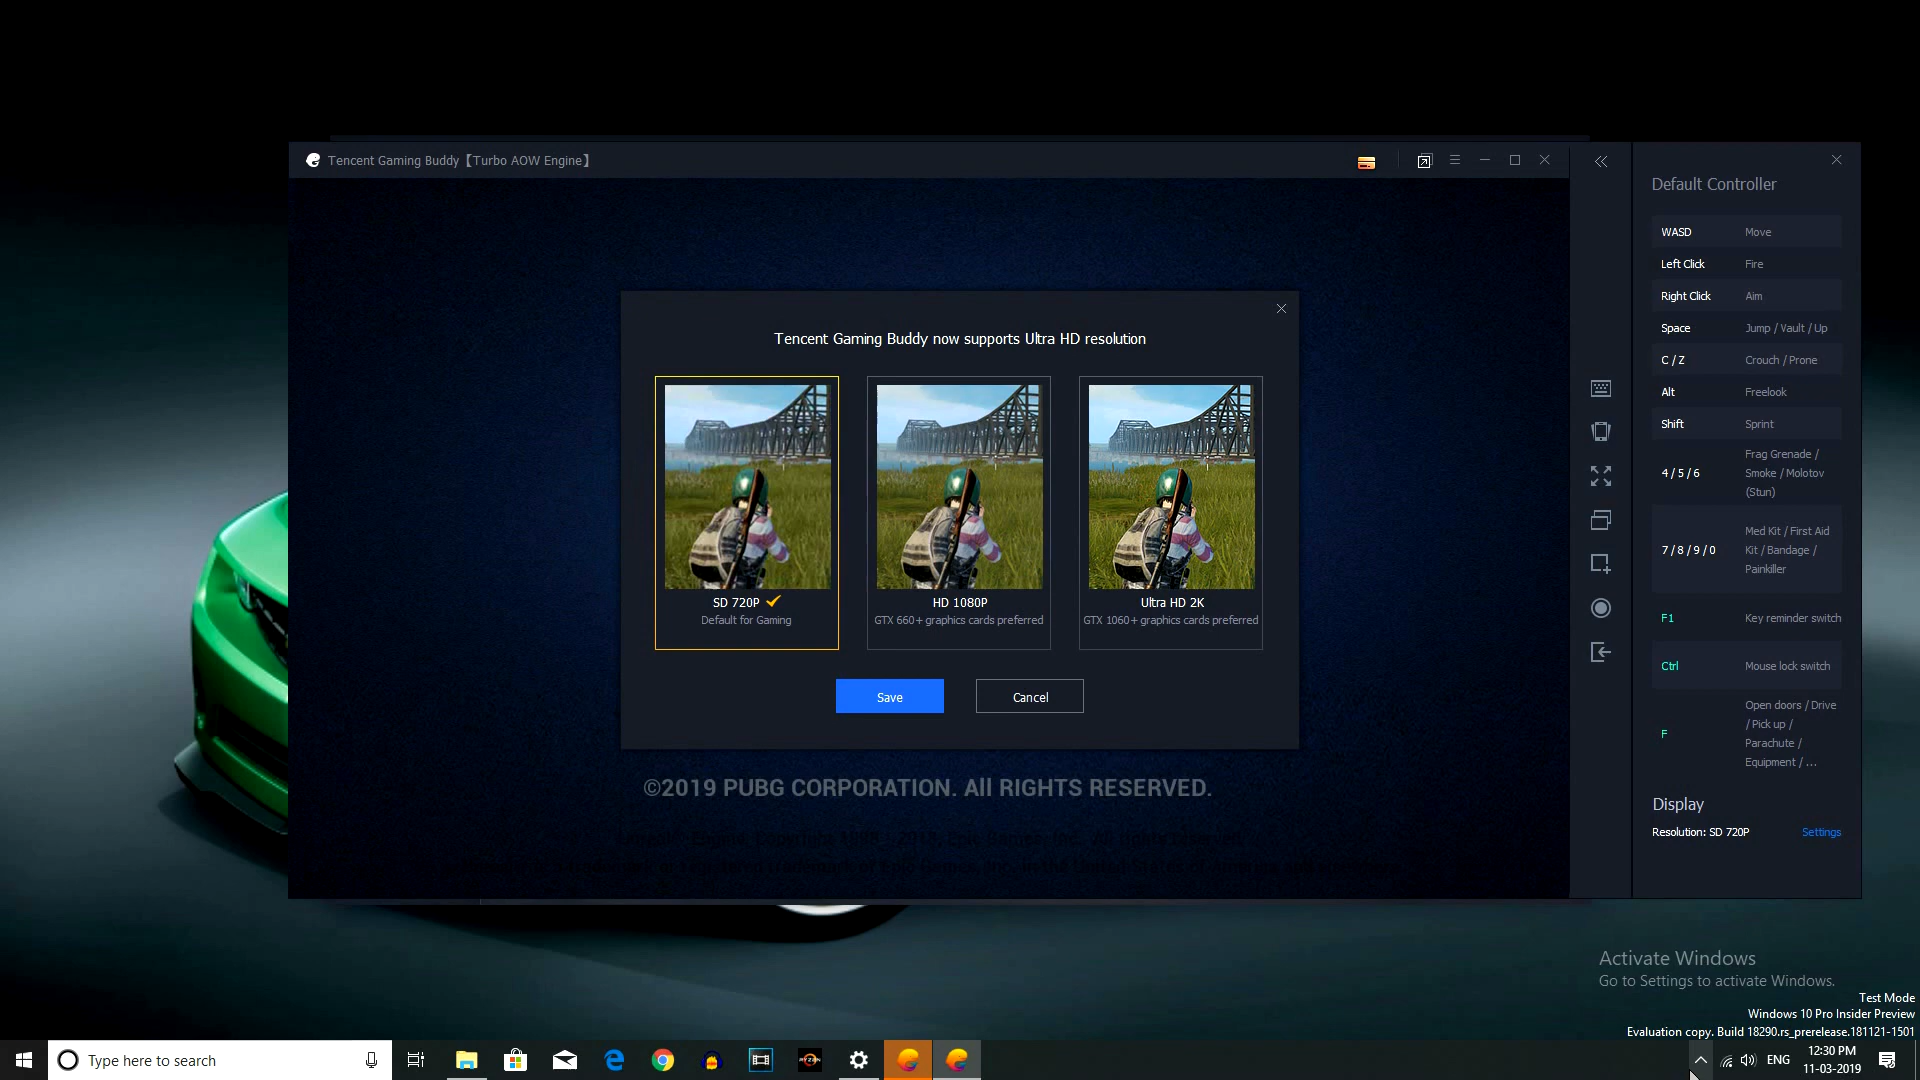 Tencent Gaming Buddy【Turbo AOW Engine】
Tencent Gaming Buddy now supports Ultra HD resolution
SD 720P
Default for Gaming
HD 1080P
GTX 660+ graphics cards preferred
Ultra HD 2K
GTX 1060+ graphics cards preferred
Save
Cancel
©2019 PUBG CORPORATION. All RIGHTS RESERVED.
Default Controller
WASD Move
Left Click Fire
Right Click Aim
Space Jump / Vault / Up
C / Z Crouch / Prone
Alt Freelook
Shift Sprint
4 / 5 / 6 Frag Grenade /
Smoke / Molotov
(Stun)
7 / 8 / 9 / 0 Med Kit / First Aid
Kit / Bandage /
Painkiller
F1 Key reminder switch
Ctrl Mouse lock switch
F Open doors / Drive
/ Pick up /
Parachute /
Equipment / ...
Display
Resolution: SD 720P Settings
Activate Windows
Go to Settings to activate Windows.
Test Mode
Windows 10 Pro Insider Preview
Evaluation copy. Build 18290.rs_prerelease.181121-1501
Type here to search
RYZEN
ENG
12:30 PM
11-03-2019